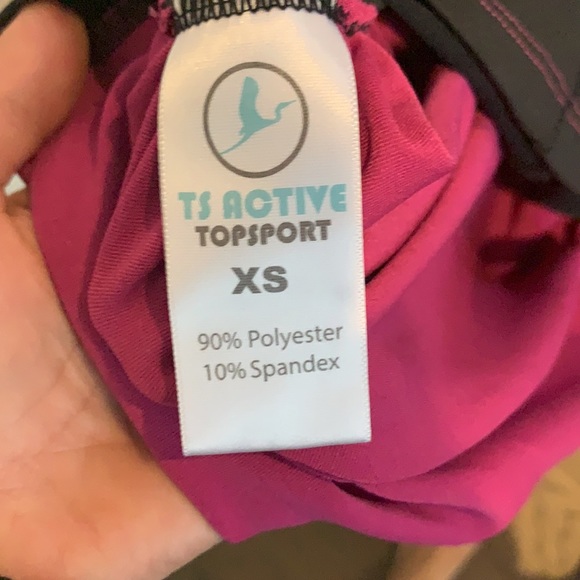 TS ACTIVE
TOPSPORT
XS
90% Polyester
10% Spandex